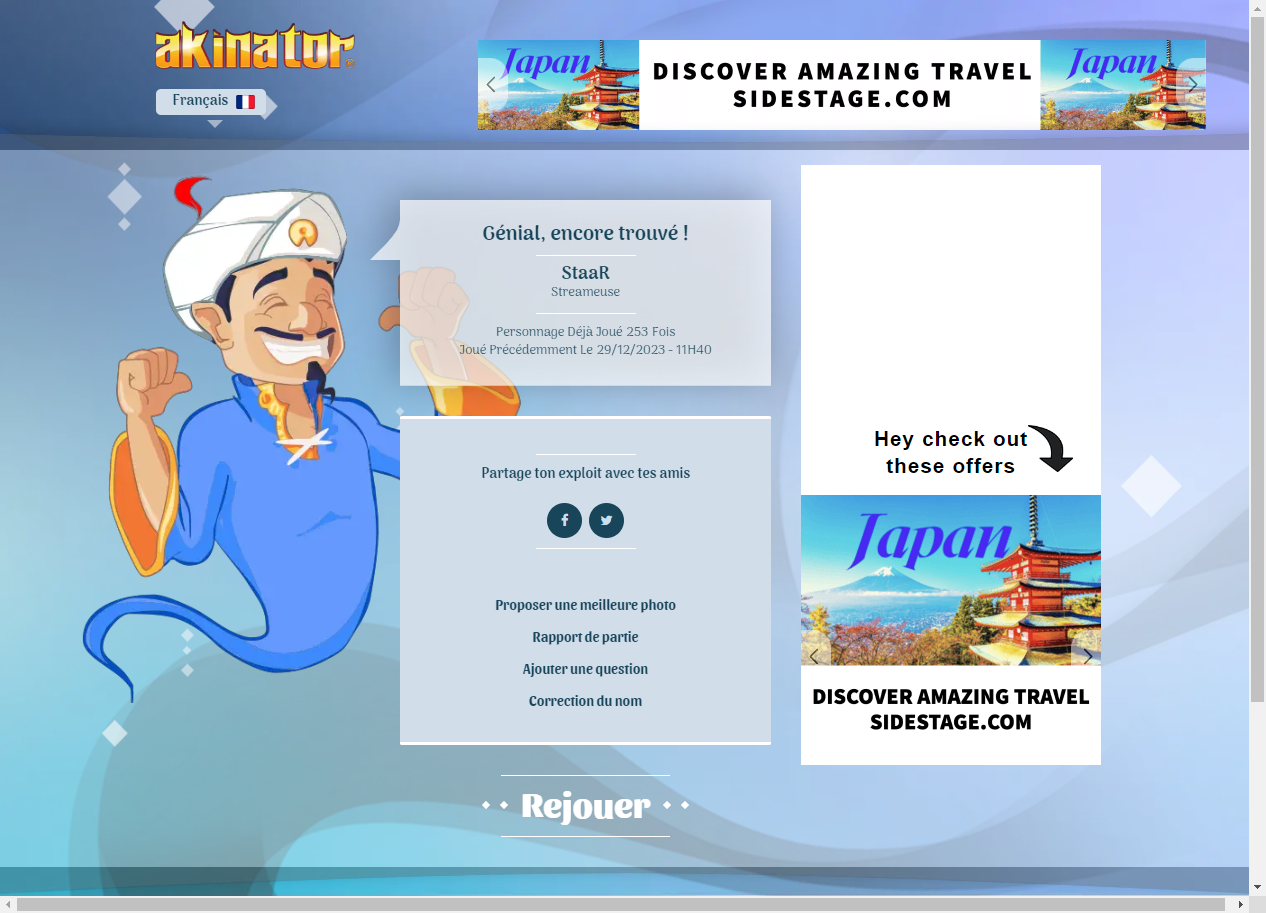 akinator
Français
Japan
DISCOVER AMAZING TRAVEL
SIDESTAGE.COM
Japan
Génial, encore trouvé !
StaaR
Streameuse
Personnage Déjà Joué 253 Fois
Joué Précédemment Le 29/12/2023 - 11H40
Partage ton exploit avec tes amis
Proposer une meilleure photo
Rapport de partie
Ajouter une question
Correction du nom
Rejouer
Hey check out
these offers
Japan
DISCOVER AMAZING TRAVEL
SIDESTAGE.COM